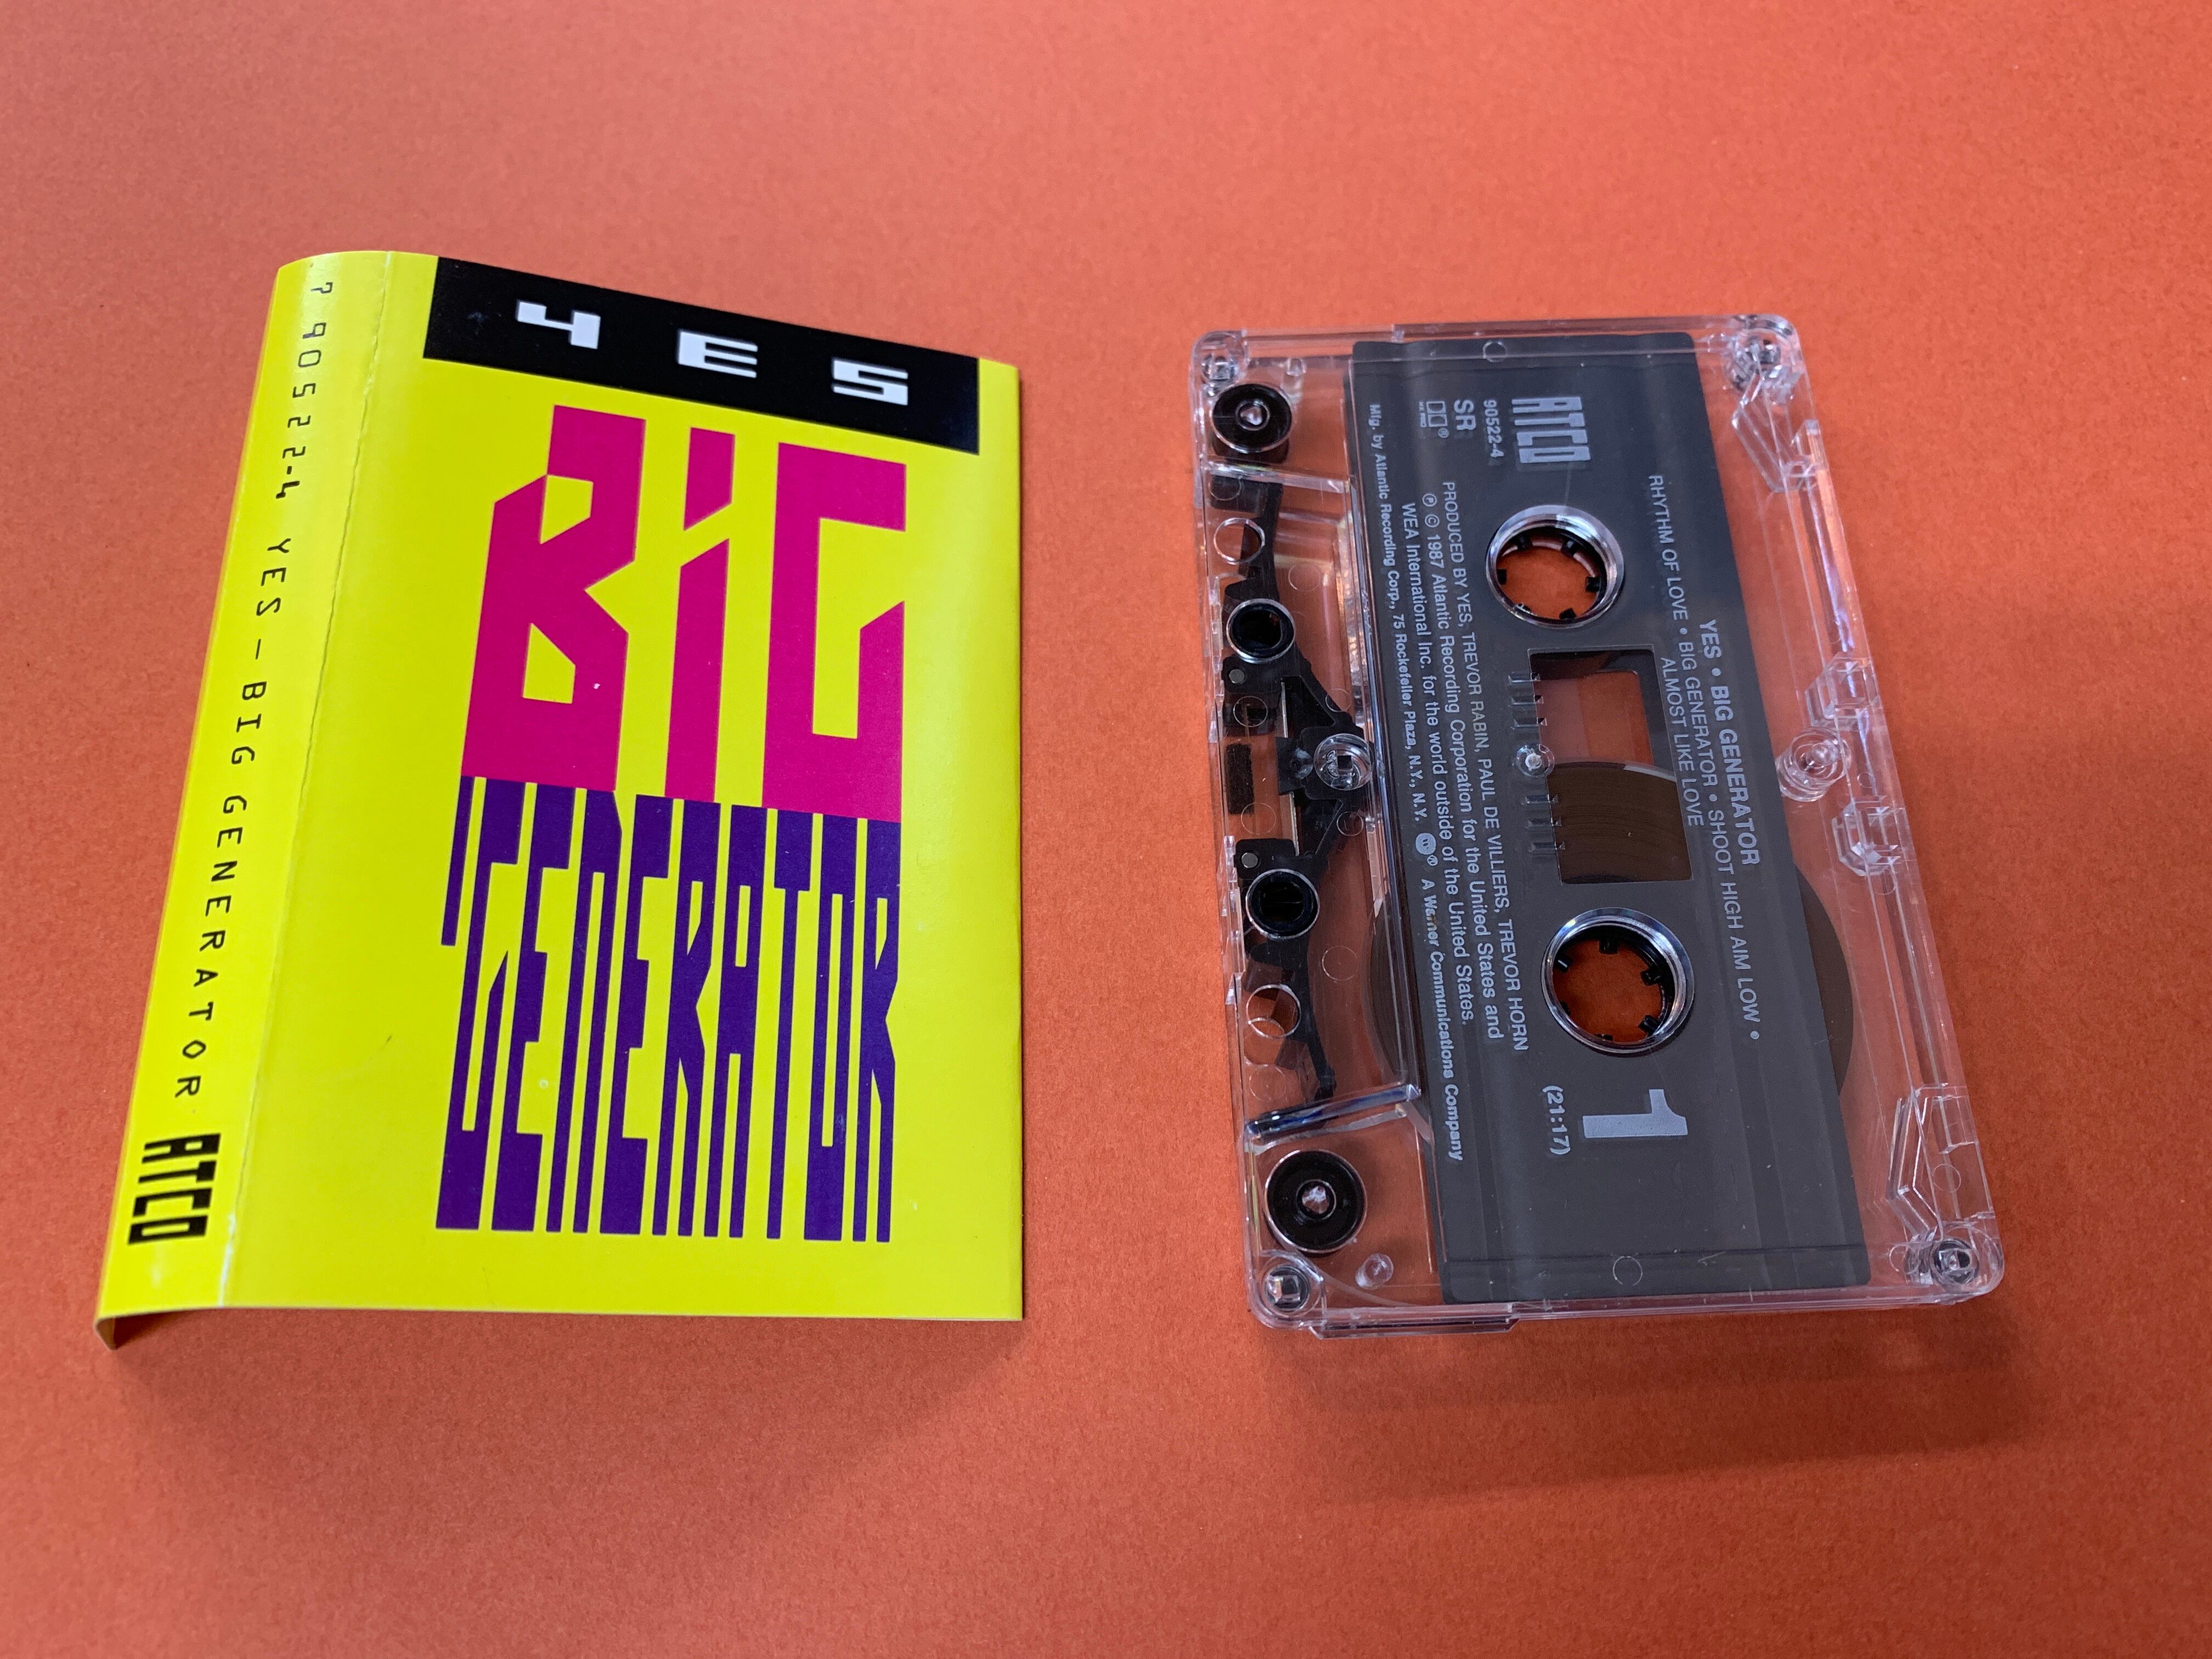 7 90522-4 YES — BIG GENERATOR ATCO
YES
BIG
GENERATOR
YES • BIG GENERATOR
RHYTHM OF LOVE • BIG GENERATOR • SHOOT HIGH AIM LOW •
ALMOST LIKE LOVE
ATCO
90522-4
SR
1
(21:17)
PRODUCED BY YES, TREVOR RABIN, PAUL DE VILLIERS, TREVOR HORN
℗ © 1987 Atlantic Recording Corporation for the United States and
WEA International Inc. for the world outside of the United States.
Mfg. by Atlantic Recording Corp., 75 Rockefeller Plaza, N.Y., N.Y. ® A Warner Communications Company